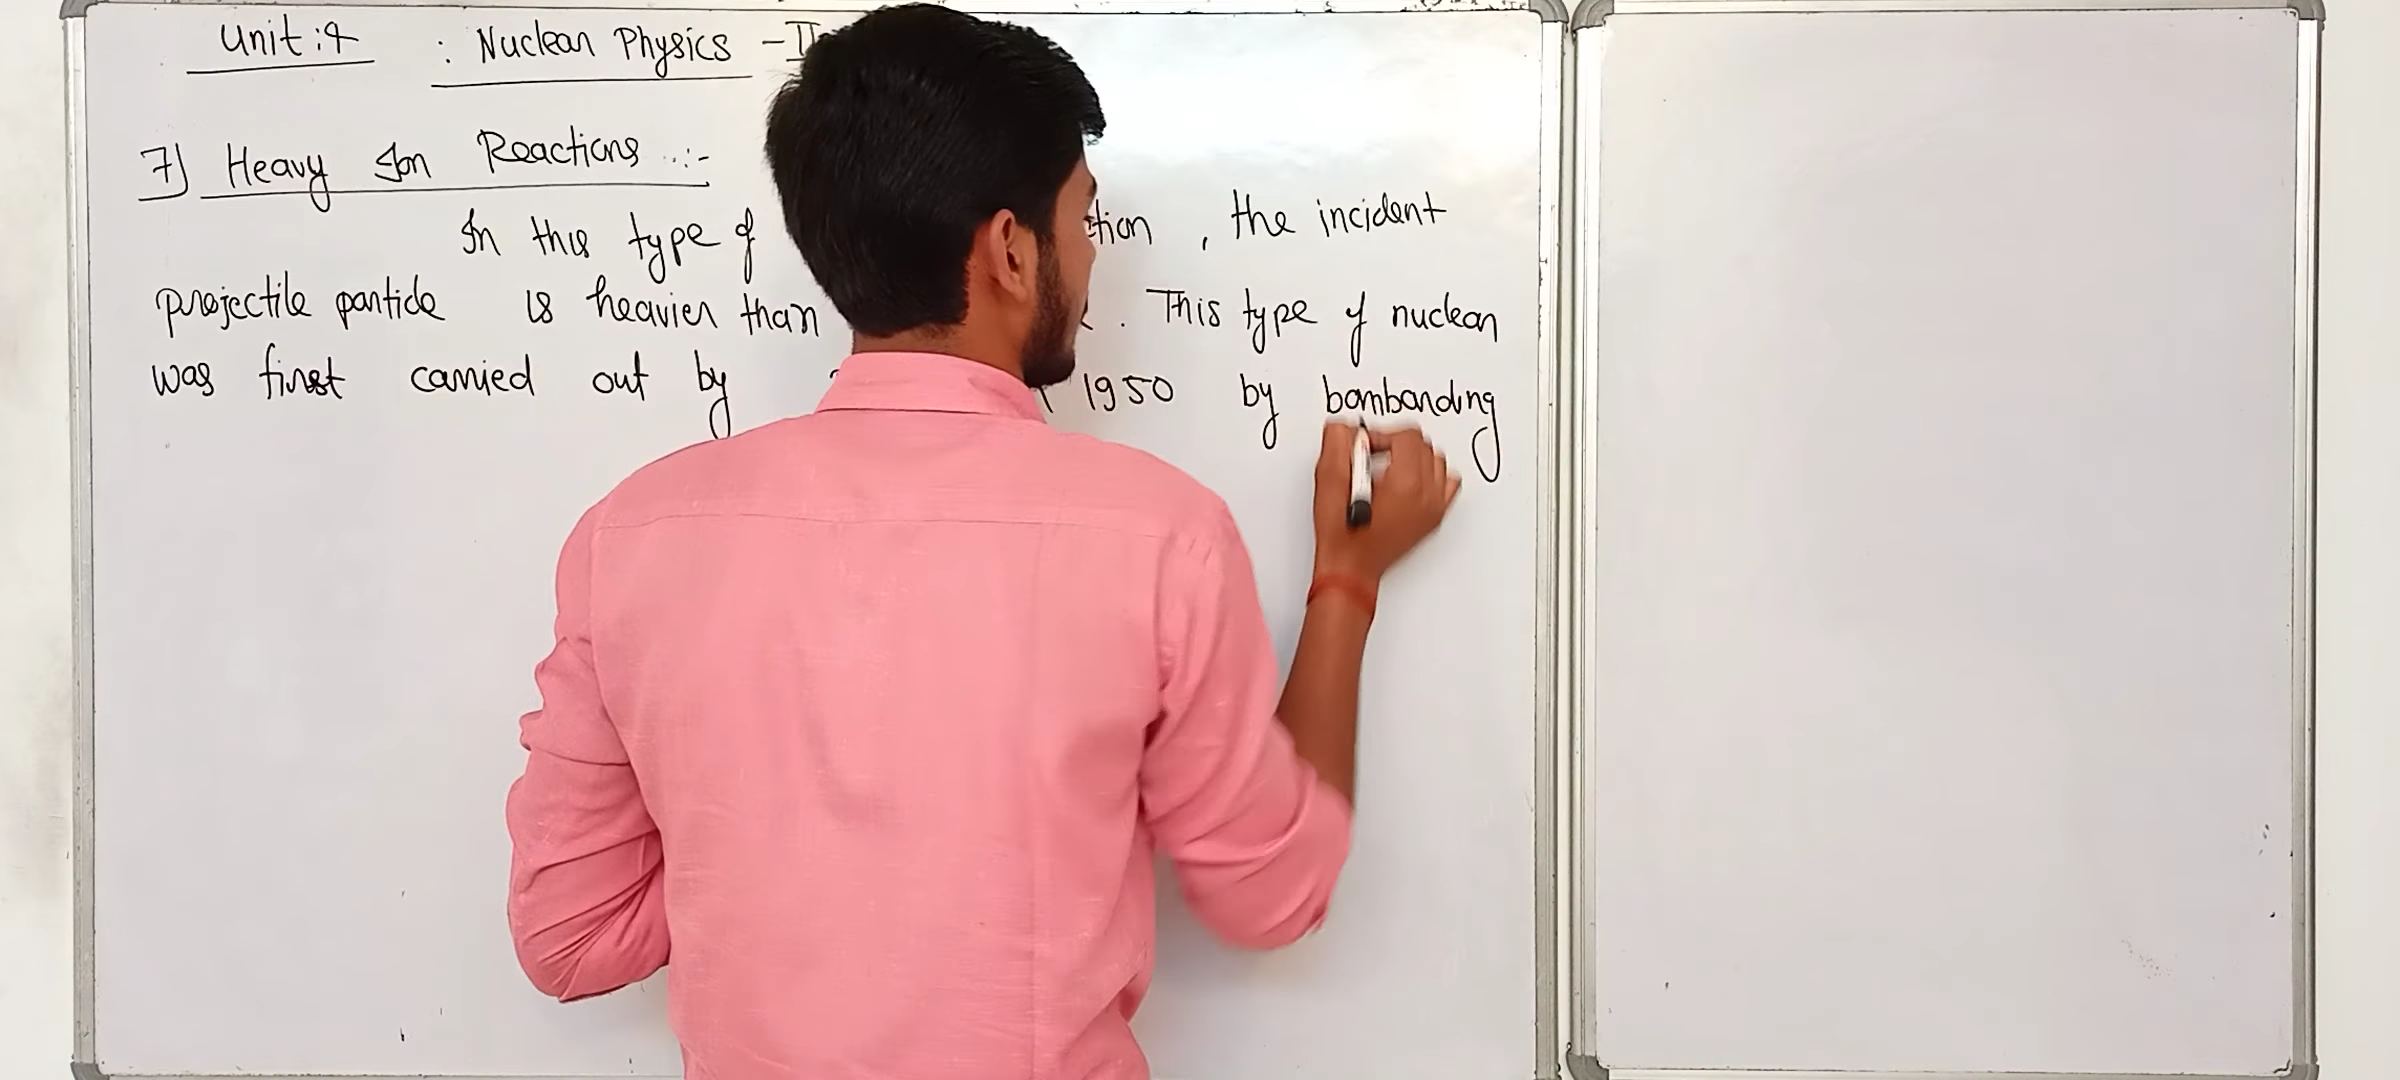 Unit:4 : Nuclear Physics - II
7) Heavy Ion Reactions :-
In this type of , the incident
projectile particle is heavier than . This type of nuclear
was first carried out by 1950 by bombarding